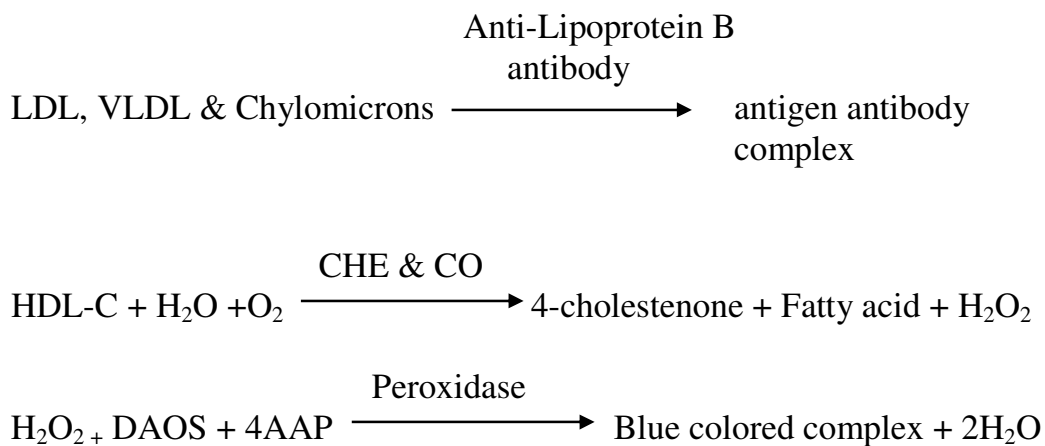 Anti-Lipoprotein B
antibody
LDL, VLDL & Chylomicrons antigen antibody
complex
CHE & CO
HDL-C + H₂O +O₂ 4-cholestenone + Fatty acid + H₂O₂
Peroxidase
H₂O₂ + DAOS + 4AAP Blue colored complex + 2H₂O